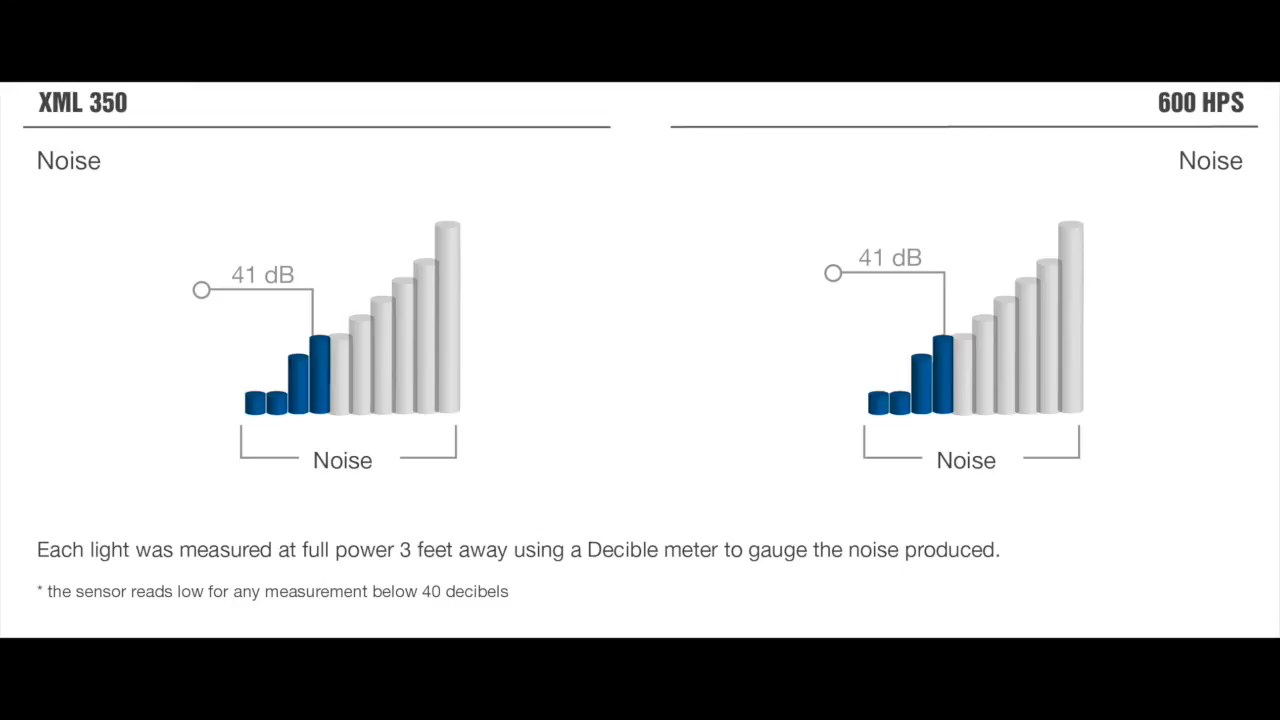 XML 350
600 HPS
Noise
Noise
41 dB
41 dB
Noise
Noise
Each light was measured at full power 3 feet away using a Decible meter to gauge the noise produced.
* the sensor reads low for any measurement below 40 decibels